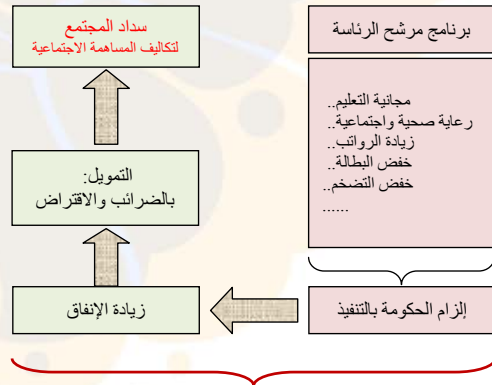 برنامج مرشح الرئاسة
مجانية التعليم..
رعاية صحية واجتماعية..
زيادة الرواتب..
خفض البطالة..
خفض التضخم..
......
إلزام الحكومة بالتنفيذ
زيادة الإنفاق
التمويل:
بالضرائب والاقتراض
سداد المجتمع
لتكاليف المساهمة الاجتماعية